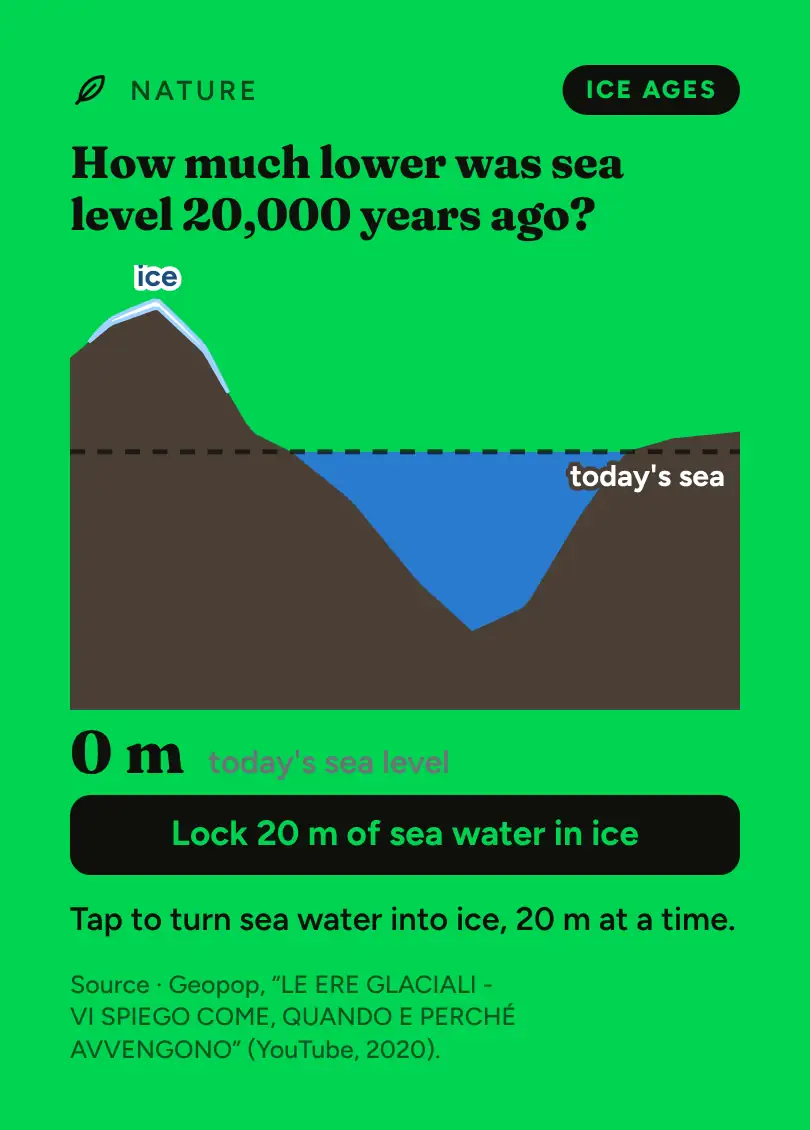 NATURE
ICE AGES
How much lower was sea
level 20,000 years ago?
ice
today's sea
0 m today's sea level
Lock 20 m of sea water in ice
Tap to turn sea water into ice, 20 m at a time.
Source · Geopop, “LE ERE GLACIALI -
VI SPIEGO COME, QUANDO E PERCHÉ
AVVENGONO” (YouTube, 2020).